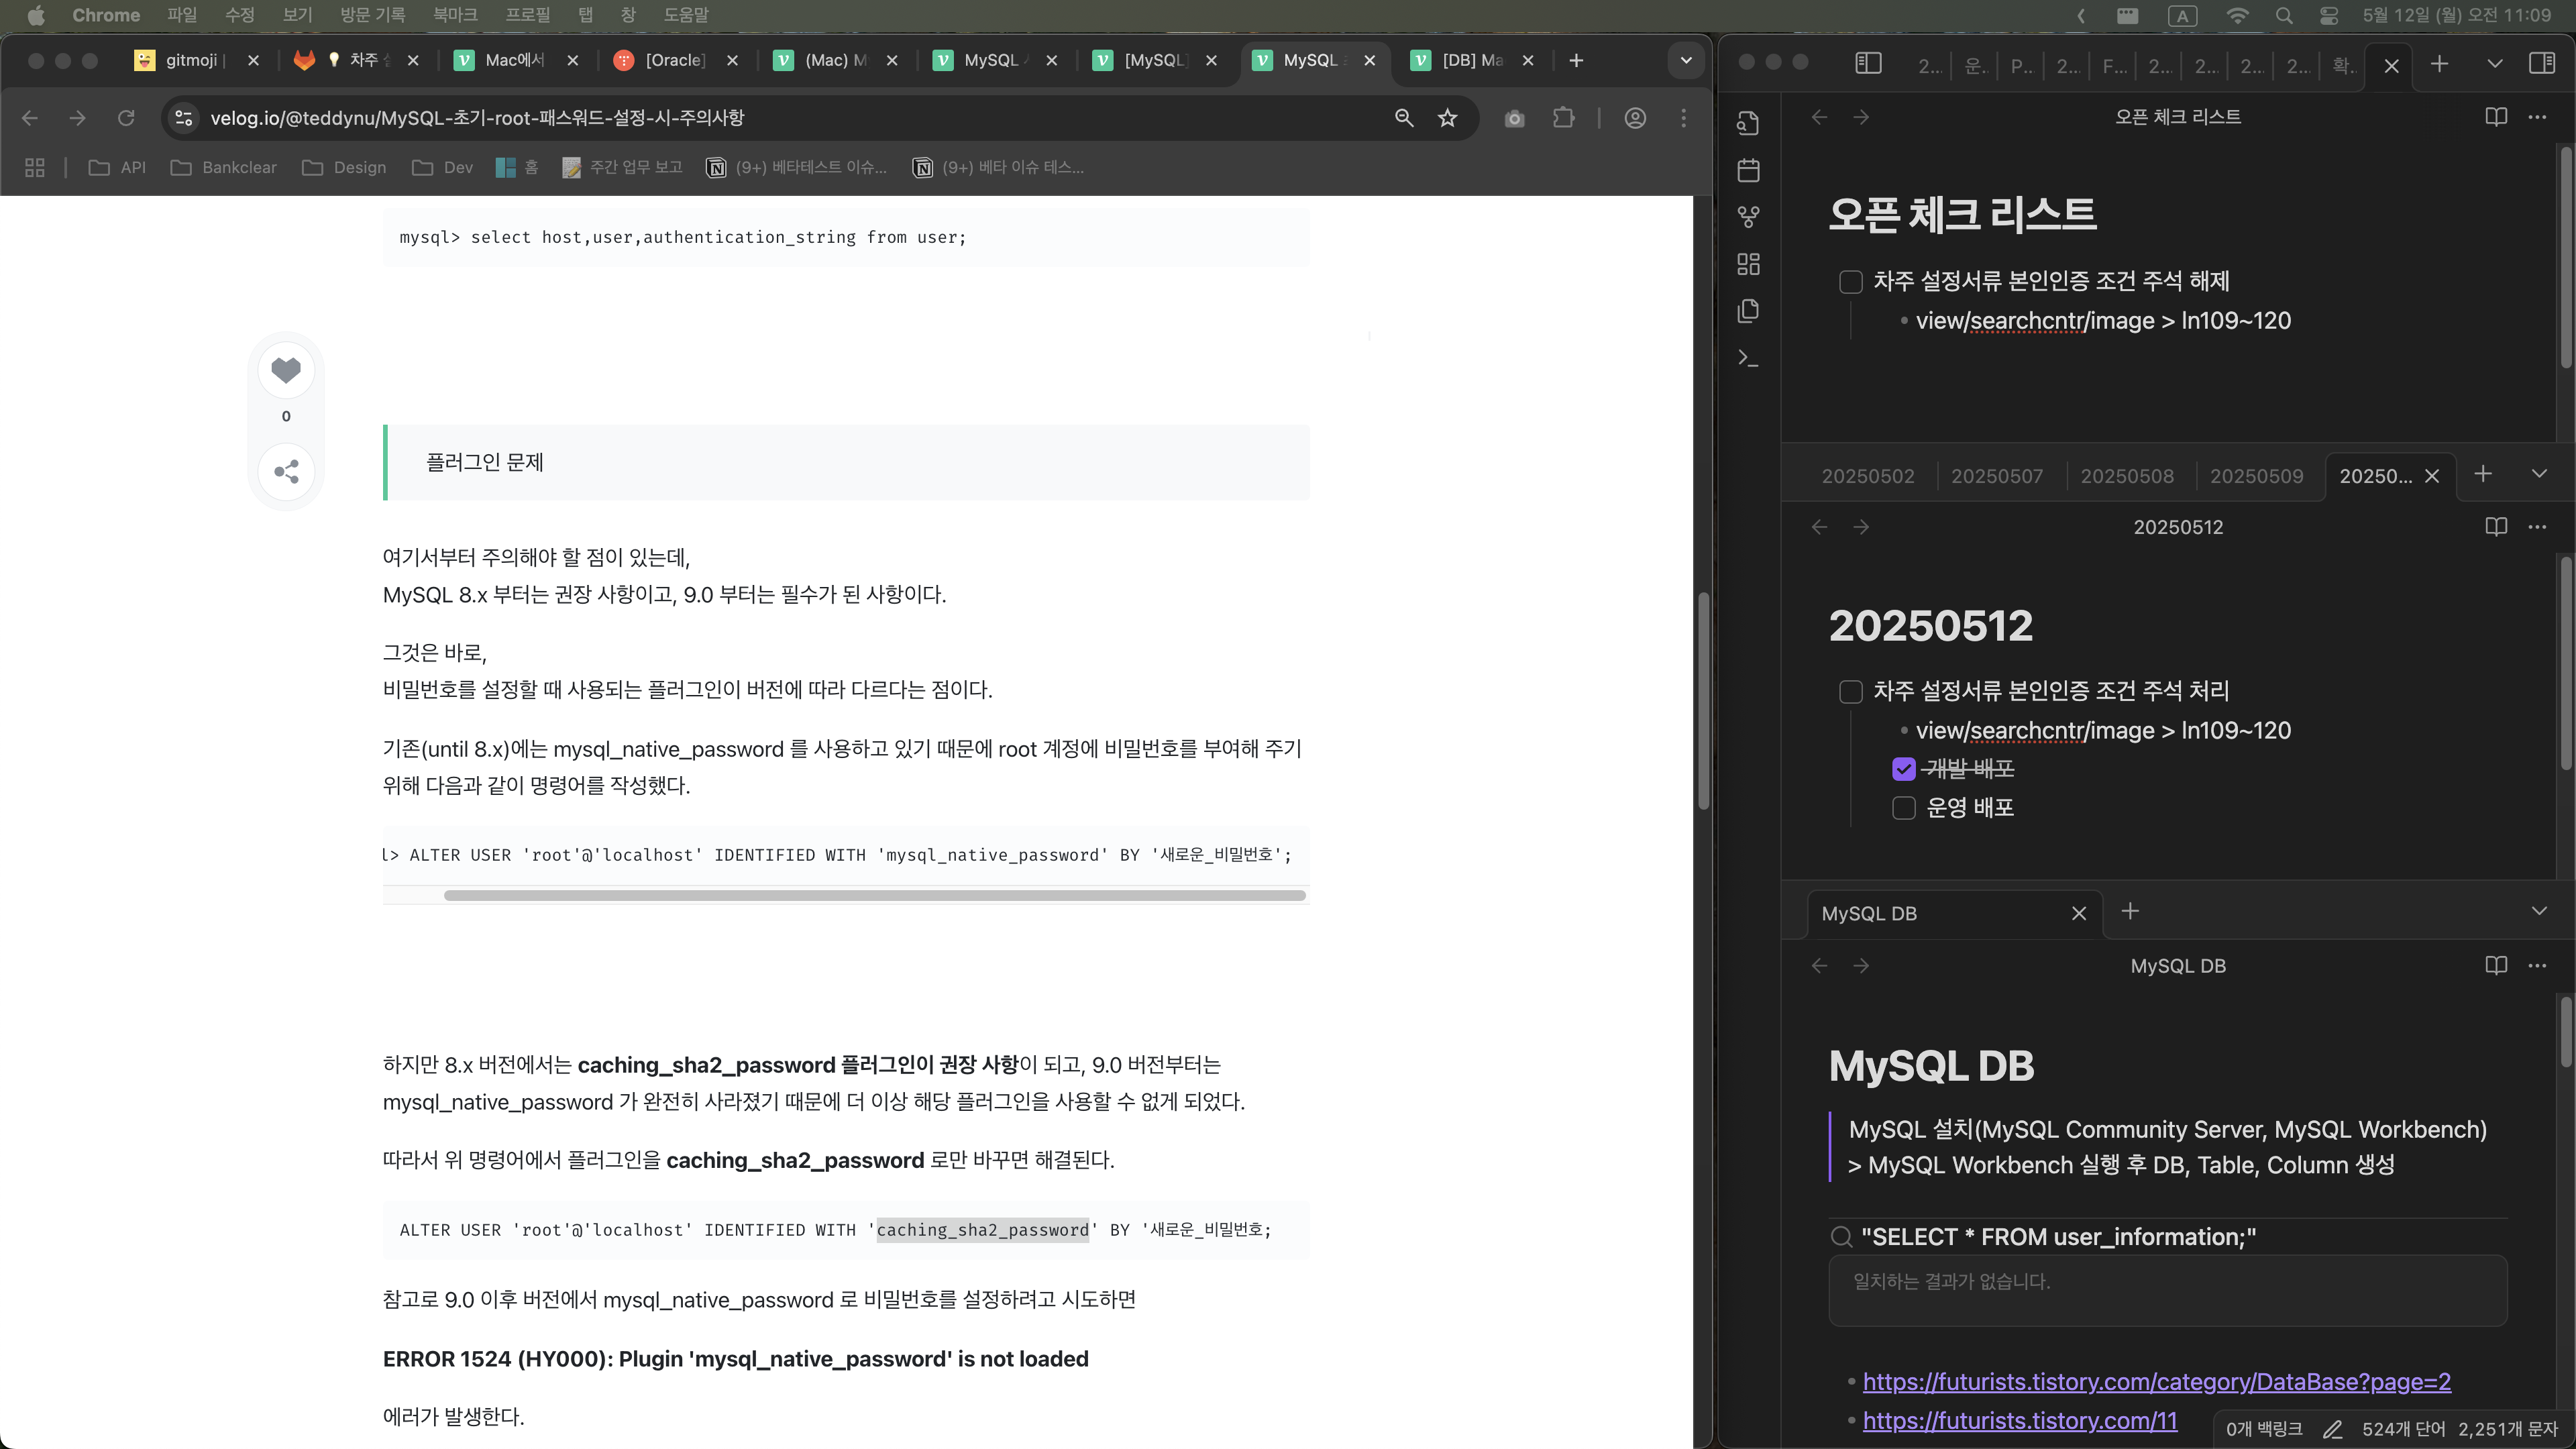 Chrome 파일 수정 보기 방문 기록 북마크 프로필 탭 창 도움말
A 5월 12일 (월) 오전 11:09
gitmoji | 차주 Mac에서 [Oracle] (Mac) M MySQL [MySQL] MySQL [DB] Ma
velog.io/@teddynu/MySQL-초기-root-패스워드-설정-시-주의사항
API Bankclear Design Dev 홈 주간 업무 보고 (9+) 베타테스트 이슈... (9+) 베타 이슈 테스...
mysql> select host,user,authentication_string from user;
0
플러그인 문제
여기서부터 주의해야 할 점이 있는데,
MySQL 8.x 부터는 권장 사항이고, 9.0 부터는 필수가 된 사항이다.
그것은 바로,
비밀번호를 설정할 때 사용되는 플러그인이 버전에 따라 다르다는 점이다.
기존(until 8.x)에는 mysql_native_password 를 사용하고 있기 때문에 root 계정에 비밀번호를 부여해 주기
위해 다음과 같이 명령어를 작성했다.
l> ALTER USER 'root'@'localhost' IDENTIFIED WITH 'mysql_native_password' BY '새로운_비밀번호';
하지만 8.x 버전에서는 caching_sha2_password 플러그인이 권장 사항이 되고, 9.0 버전부터는
mysql_native_password 가 완전히 사라졌기 때문에 더 이상 해당 플러그인을 사용할 수 없게 되었다.
따라서 위 명령어에서 플러그인을 caching_sha2_password 로만 바꾸면 해결된다.
ALTER USER 'root'@'localhost' IDENTIFIED WITH 'caching_sha2_password' BY '새로운_비밀번호;
참고로 9.0 이후 버전에서 mysql_native_password 로 비밀번호를 설정하려고 시도하면
ERROR 1524 (HY000): Plugin 'mysql_native_password' is not loaded
에러가 발생한다.
2... 운. P... 2... F... 2... 2... 2... 2... 확.
오픈 체크 리스트
오픈 체크 리스트
차주 설정서류 본인인증 조건 주석 해제
view/searchcntr/image > ln109~120
20250502 20250507 20250508 20250509 20250...
20250512
20250512
차주 설정서류 본인인증 조건 주석 처리
view/searchcntr/image > ln109~120
개발 배포
운영 배포
MySQL DB
MySQL DB
MySQL DB
MySQL 설치(MySQL Community Server, MySQL Workbench)
> MySQL Workbench 실행 후 DB, Table, Column 생성
"SELECT * FROM user_information;"
일치하는 결과가 없습니다.
https://futurists.tistory.com/category/DataBase?page=2
https://futurists.tistory.com/11
0개 백링크 524개 단어 2,251개 문자